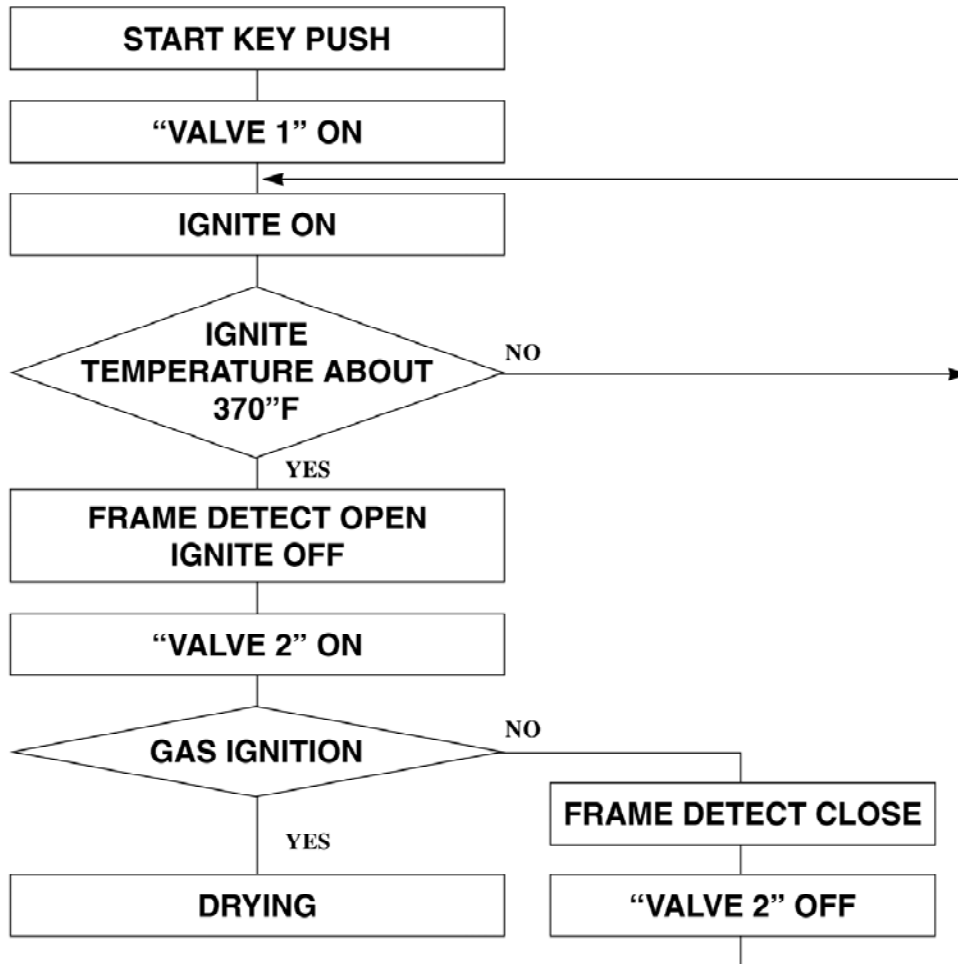 START KEY PUSH
“VALVE 1” ON
IGNITE ON
IGNITE
TEMPERATURE ABOUT
370”F
NO
YES
FRAME DETECT OPEN
IGNITE OFF
“VALVE 2” ON
GAS IGNITION
NO
FRAME DETECT CLOSE
YES
DRYING
“VALVE 2” OFF